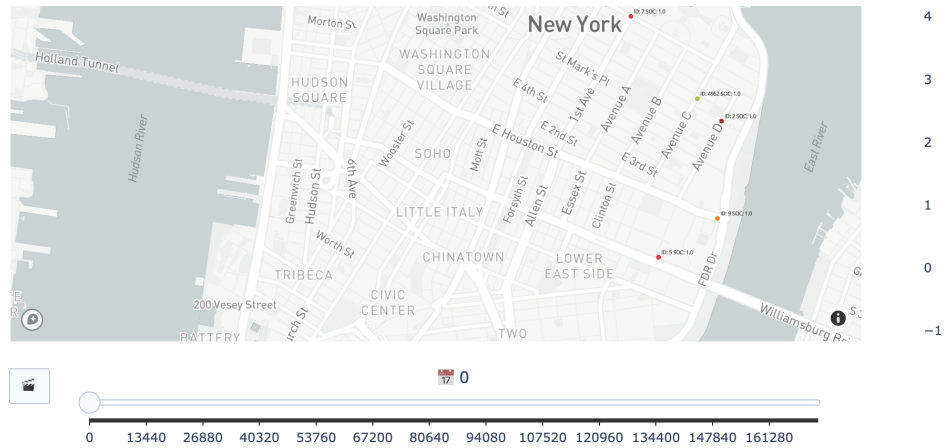 Morton St.
Washington
Square Park
th St
New York
ID: 7 SOC: 1.0
4
Holland Tunnel
WASHINGTON
SQUARE
VILLAGE
St Mark's Pl
HUDSON
SQUARE
E 4th St
1st Ave
Avenue A
Avenue B
Avenue C
Avenue D
ID: 4952 SOC: 1.0
ID: 2 SOC: 1.0
3
Hudson River
Wooster St
SOHO
Mott St
E Houston St
E 2nd St
E 3rd St
East River
2
Greenwich St
Hudson St
6th Ave
LITTLE ITALY
Forsyth St
Allen St
Essex St
Clinton St
ID: 9 SOC: 1.0
1
Worth St
CHINATOWN
LOWER
EAST SIDE
ID: 5 SOC: 1.0
FDR Dr
0
TRIBECA
200 Vesey Street
CIVIC
CENTER
urch St
BATTERY
TWO
Williamsburg Br
−1
17 0
0 13440 26880 40320 53760 67200 80640 94080 107520 120960 134400 147840 161280